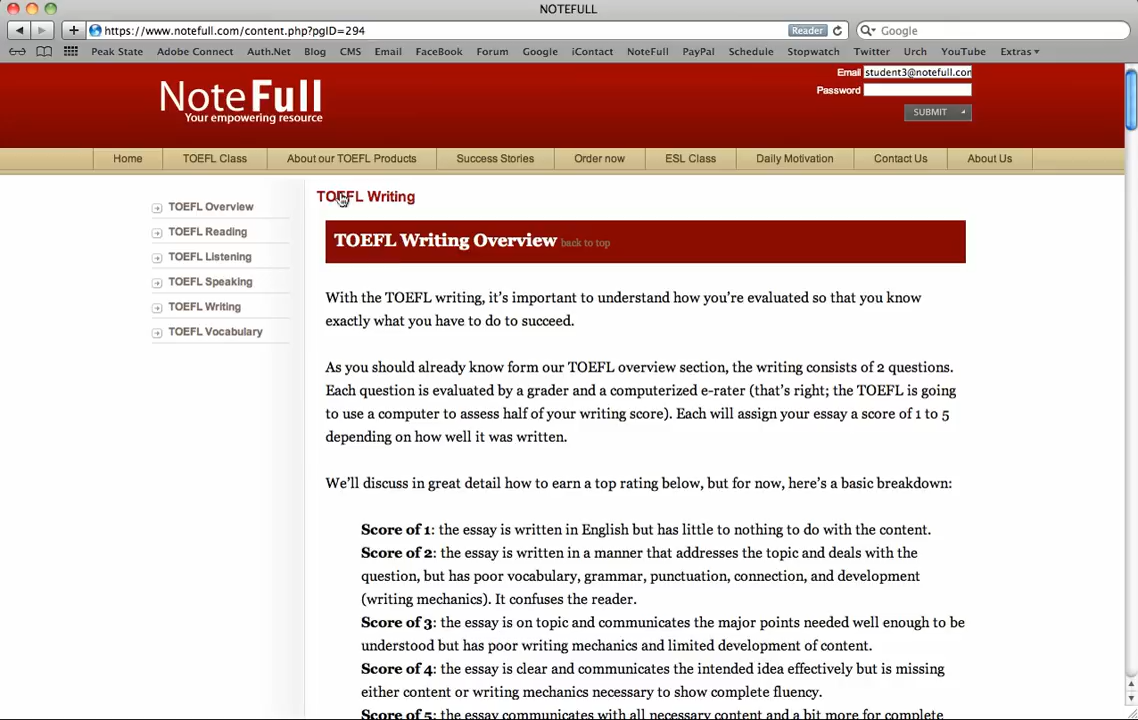 NOTEFULL
https://www.notefull.com/content.php?pgID=294
Reader
Google
Peak State Adobe Connect Auth.Net Blog CMS Email FaceBook Forum Google iContact NoteFull PayPal Schedule Stopwatch Twitter Urch YouTube Extras
Email student3@notefull.com
Password
SUBMIT
NoteFull
Your empowering resource
Home TOEFL Class About our TOEFL Products Success Stories Order now ESL Class Daily Motivation Contact Us About Us
TOEFL Overview
TOEFL Reading
TOEFL Listening
TOEFL Speaking
TOEFL Writing
TOEFL Vocabulary
TOEFL Writing
TOEFL Writing Overview back to top
With the TOEFL writing, it's important to understand how you're evaluated so that you know
exactly what you have to do to succeed.
As you should already know form our TOEFL overview section, the writing consists of 2 questions.
Each question is evaluated by a grader and a computerized e-rater (that's right; the TOEFL is going
to use a computer to assess half of your writing score). Each will assign your essay a score of 1 to 5
depending on how well it was written.
We'll discuss in great detail how to earn a top rating below, but for now, here's a basic breakdown:
Score of 1: the essay is written in English but has little to nothing to do with the content.
Score of 2: the essay is written in a manner that addresses the topic and deals with the
question, but has poor vocabulary, grammar, punctuation, connection, and development
(writing mechanics). It confuses the reader.
Score of 3: the essay is on topic and communicates the major points needed well enough to be
understood but has poor writing mechanics and limited development of content.
Score of 4: the essay is clear and communicates the intended idea effectively but is missing
either content or writing mechanics necessary to show complete fluency.
Score of 5: the essay communicates with all necessary content and a bit more for complete